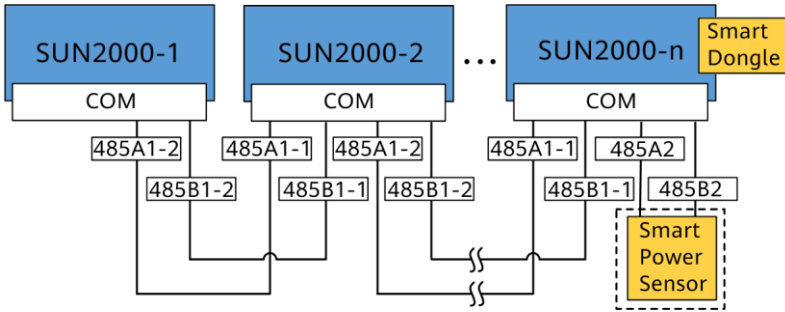 SUN2000-1
SUN2000-2
...
SUN2000-n
Smart
Dongle
COM
COM
COM
485A1-2
485A1-1
485A1-2
485A1-1
485A2
485B1-2
485B1-1
485B1-2
485B1-1
485B2
Smart
Power
Sensor